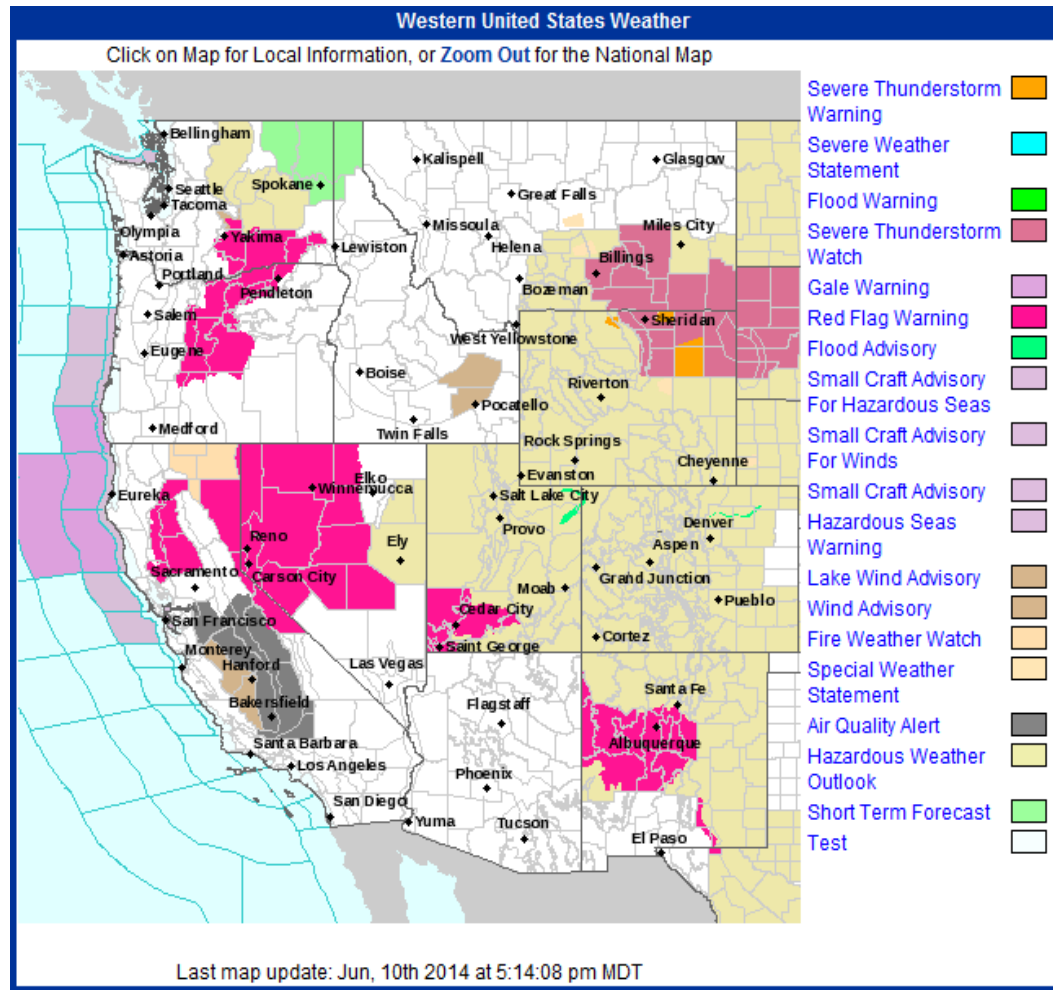 Western United States Weather
Click on Map for Local Information, or Zoom Out for the National Map
Bellingham
Seattle
Tacoma
Olympia
Astoria
Spokane
Yakima
Lewiston
Portland
Pendleton
Salem
Eugene
Medford
Kalispell
Glasgow
Great Falls
Missoula
Helena
Miles City
Billings
Bozeman
West Yellowstone
Sheridan
Boise
Pocatello
Twin Falls
Riverton
Rock Springs
Evanston
Cheyenne
Eureka
Elko
Winnemucca
Reno
Ely
Carson City
Sacramento
Salt Lake City
Provo
Denver
Aspen
Grand Junction
Moab
Pueblo
Cedar City
Saint George
Cortez
San Francisco
Monterey
Hanford
Las Vegas
Bakersfield
Santa Barbara
Los Angeles
San Diego
Yuma
Flagstaff
Phoenix
Tucson
Santa Fe
Albuquerque
El Paso
Severe Thunderstorm
Warning
Severe Weather
Statement
Flood Warning
Severe Thunderstorm
Watch
Gale Warning
Red Flag Warning
Flood Advisory
Small Craft Advisory
For Hazardous Seas
Small Craft Advisory
For Winds
Small Craft Advisory
Hazardous Seas
Warning
Lake Wind Advisory
Wind Advisory
Fire Weather Watch
Special Weather
Statement
Air Quality Alert
Hazardous Weather
Outlook
Short Term Forecast
Test
Last map update: Jun, 10th 2014 at 5:14:08 pm MDT